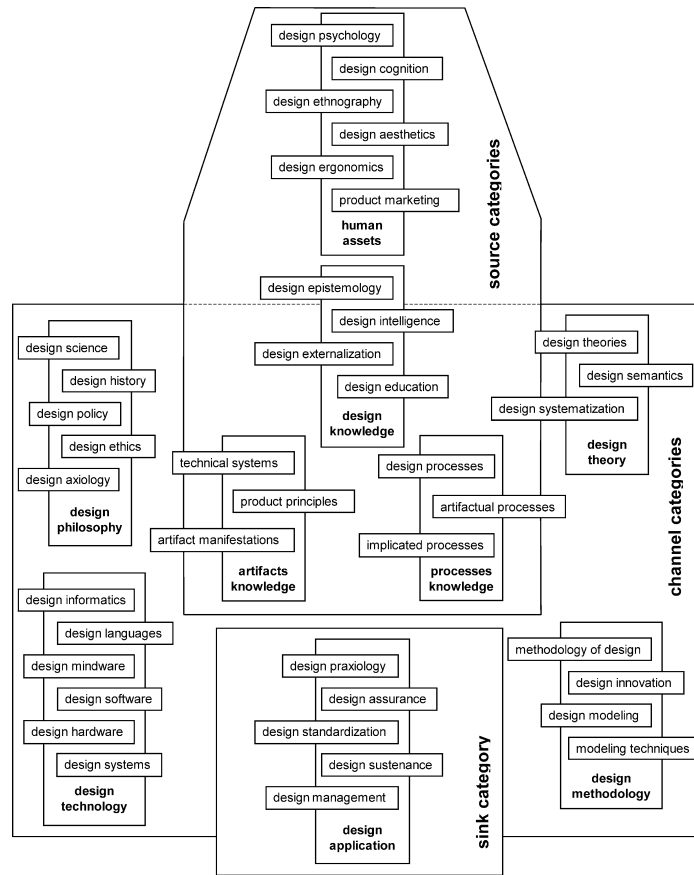 design psychology
design cognition
design ethnography
design aesthetics
design ergonomics
product marketing
human
assets
source categories
design epistemology
design intelligence
design externalization
design education
design
knowledge
design science
design history
design policy
design ethics
design axiology
design
philosophy
design theories
design semantics
design systematization
design
theory
technical systems
product principles
artifact manifestations
artifacts
knowledge
design processes
artifactual processes
implicated processes
processes
knowledge
channel categories
design informatics
design languages
design mindware
design software
design hardware
design systems
design
technology
design praxiology
design assurance
design standardization
design sustenance
design management
design
application
sink category
methodology of design
design innovation
design modeling
modeling techniques
design
methodology